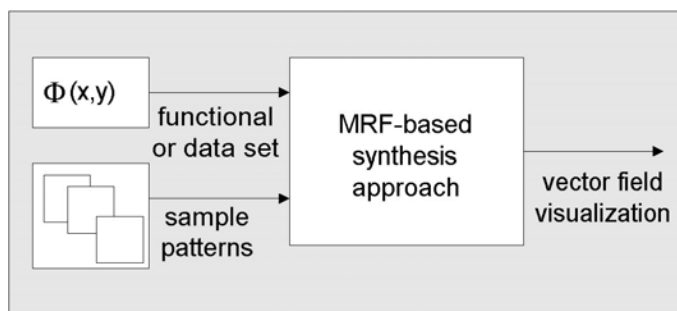 Φ(x,y)
functional
or data set
sample
patterns
MRF-based
synthesis
approach
vector field
visualization